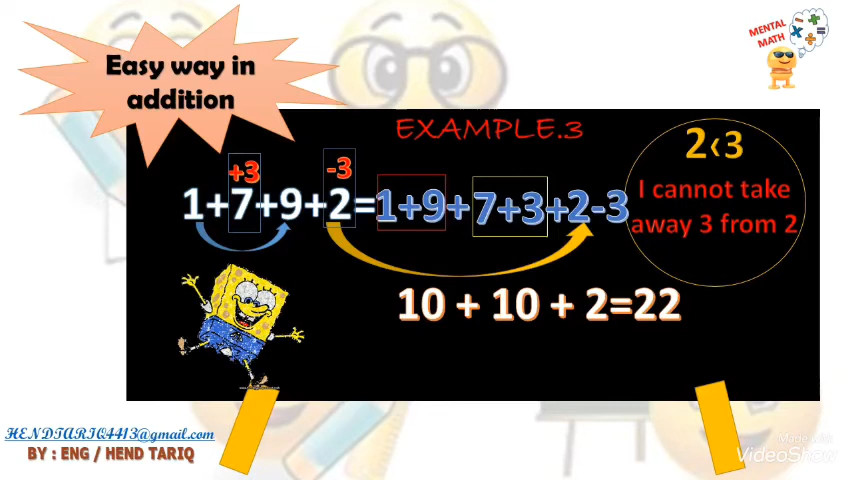 MENTAL
MATH
Easy way in
addition
EXAMPLE.3
2‹3
I cannot take
away 3 from 2
+3
-3
1+7+9+2=1+9+7+3+2-3
10 + 10 + 2=22
HENDTARIQ4413@gmail.com
BY : ENG / HEND TARIQ
Made with
VideoShow